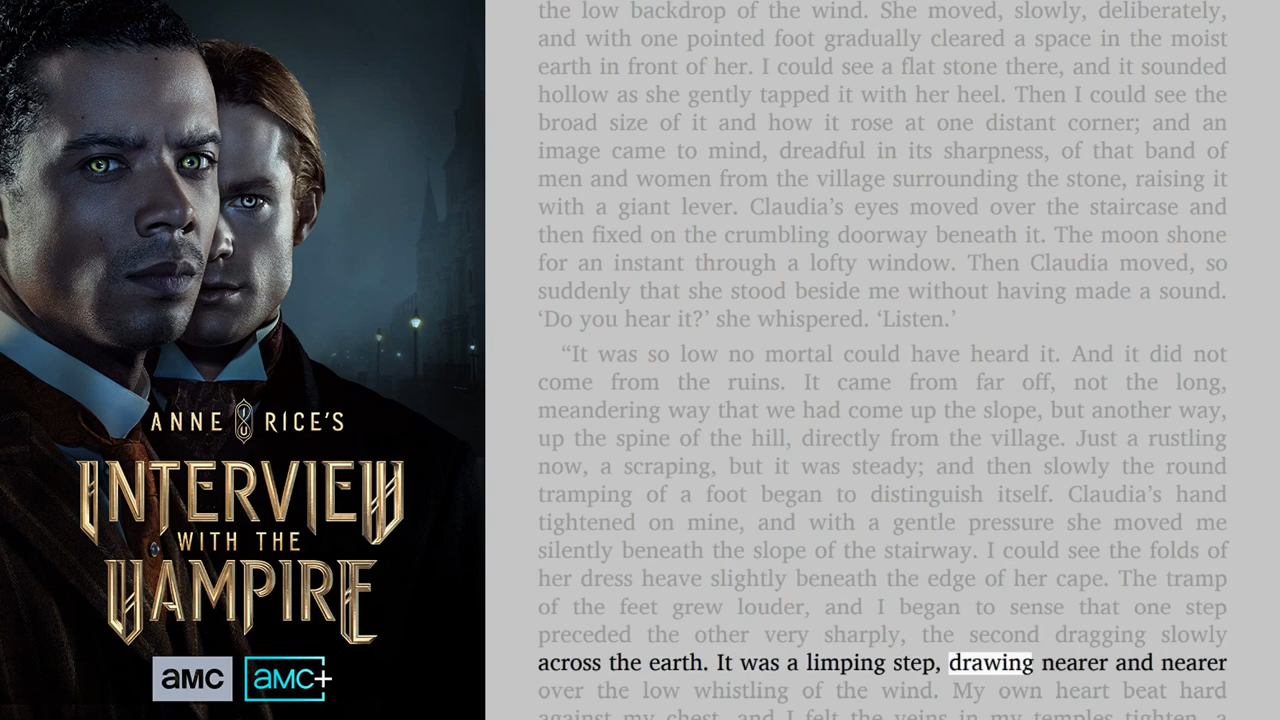 ANNE RICE'S
INTERVIEW
WITH THE
VAMPIRE
aMC
aMC+
the low backdrop of the wind. She moved, slowly, deliberately,
and with one pointed foot gradually cleared a space in the moist
earth in front of her. I could see a flat stone there, and it sounded
hollow as she gently tapped it with her heel. Then I could see the
broad size of it and how it rose at one distant corner; and an
image came to mind, dreadful in its sharpness, of that band of
men and women from the village surrounding the stone, raising it
with a giant lever. Claudia’s eyes moved over the staircase and
then fixed on the crumbling doorway beneath it. The moon shone
for an instant through a lofty window. Then Claudia moved, so
suddenly that she stood beside me without having made a sound.
‘Do you hear it?’ she whispered. ‘Listen.’
“It was so low no mortal could have heard it. And it did not
come from the ruins. It came from far off, not the long,
meandering way that we had come up the slope, but another way,
up the spine of the hill, directly from the village. Just a rustling
now, a scraping, but it was steady; and then slowly the round
tramping of a foot began to distinguish itself. Claudia’s hand
tightened on mine, and with a gentle pressure she moved me
silently beneath the slope of the stairway. I could see the folds of
her dress heave slightly beneath the edge of her cape. The tramp
of the feet grew louder, and I began to sense that one step
preceded the other very sharply, the second dragging slowly
across the earth. It was a limping step, drawing nearer and nearer
over the low whistling of the wind. My own heart beat hard
against my chest, and I felt the veins in my temples tighten,